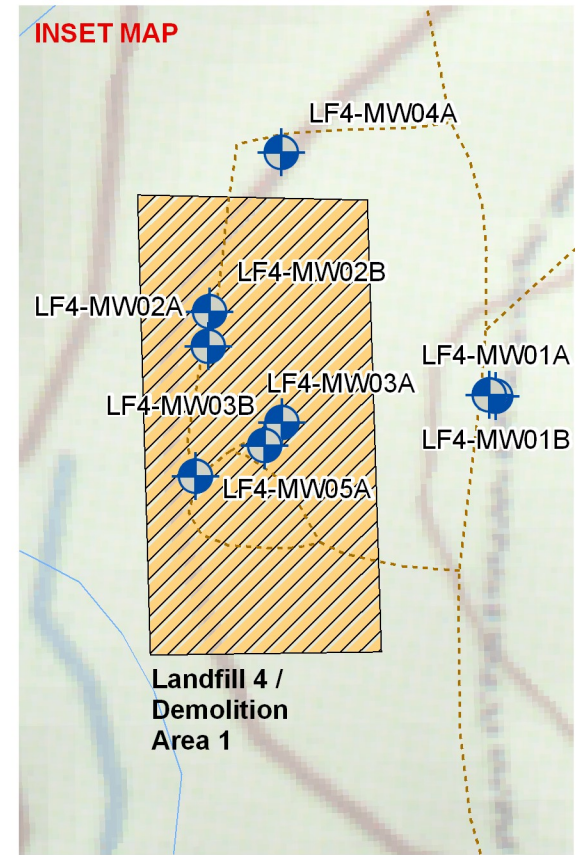 INSET MAP
LF4-MW04A
LF4-MW02B
LF4-MW02A
LF4-MW01A
LF4-MW03A
LF4-MW03B
LF4-MW01B
LF4-MW05A
Landfill 4 /
Demolition
Area 1